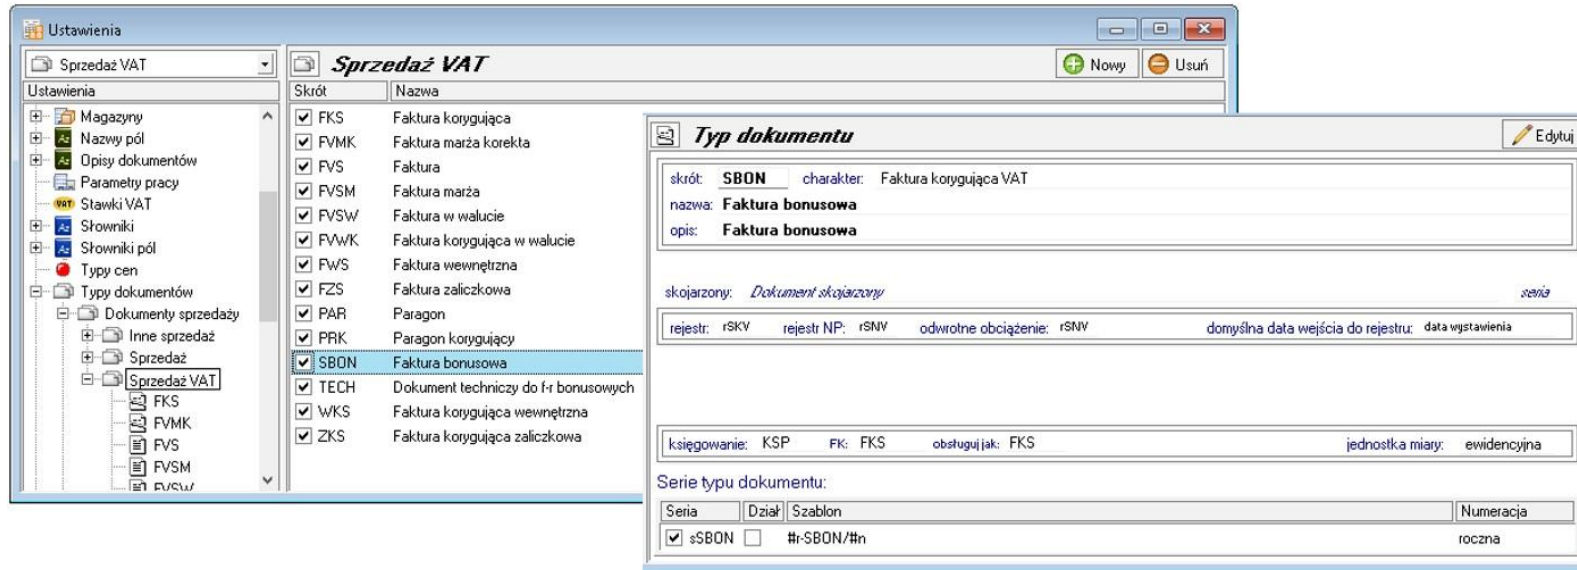 Ustawienia
Sprzedaż VAT
Ustawienia
Magazyny
Nazwy pól
Opisy dokumentów
Parametry pracy
VAT Stawki VAT
Słowniki
Słowniki pól
Typy cen
Typy dokumentów
Dokumenty sprzedaży
Inne sprzedaż
Sprzedaż
Sprzedaż VAT
FKS
FVMK
FVS
FVSM
FVSW
Sprzedaż VAT
Nowy Usuń
Skrót Nazwa
FKS Faktura korygująca
FVMK Faktura marża korekta
FVS Faktura
FVSM Faktura marża
FVSW Faktura w walucie
FVWK Faktura korygująca w walucie
FWS Faktura wewnętrzna
FZS Faktura zaliczkowa
PAR Paragon
PRK Paragon korygujący
SBON Faktura bonusowa
TECH Dokument techniczy do f-r bonusowych
WKS Faktura korygująca wewnętrzna
ZKS Faktura korygująca zaliczkowa
Typ dokumentu
Edytuj
skrót: SBON charakter: Faktura korygująca VAT
nazwa: Faktura bonusowa
opis: Faktura bonusowa
skojarzony: Dokument skojarzony seria
rejestr: rSKV rejestr NP: rSNV odwrotne obciążenie: rSNV domyślna data wejścia do rejestru: data wystawienia
księgowanie: KSP FK: FKS obsługuj jak: FKS jednostka miary: ewidencyjna
Serie typu dokumentu:
Seria Dział Szablon Numeracja
sSBON #r-SBON/#n roczna